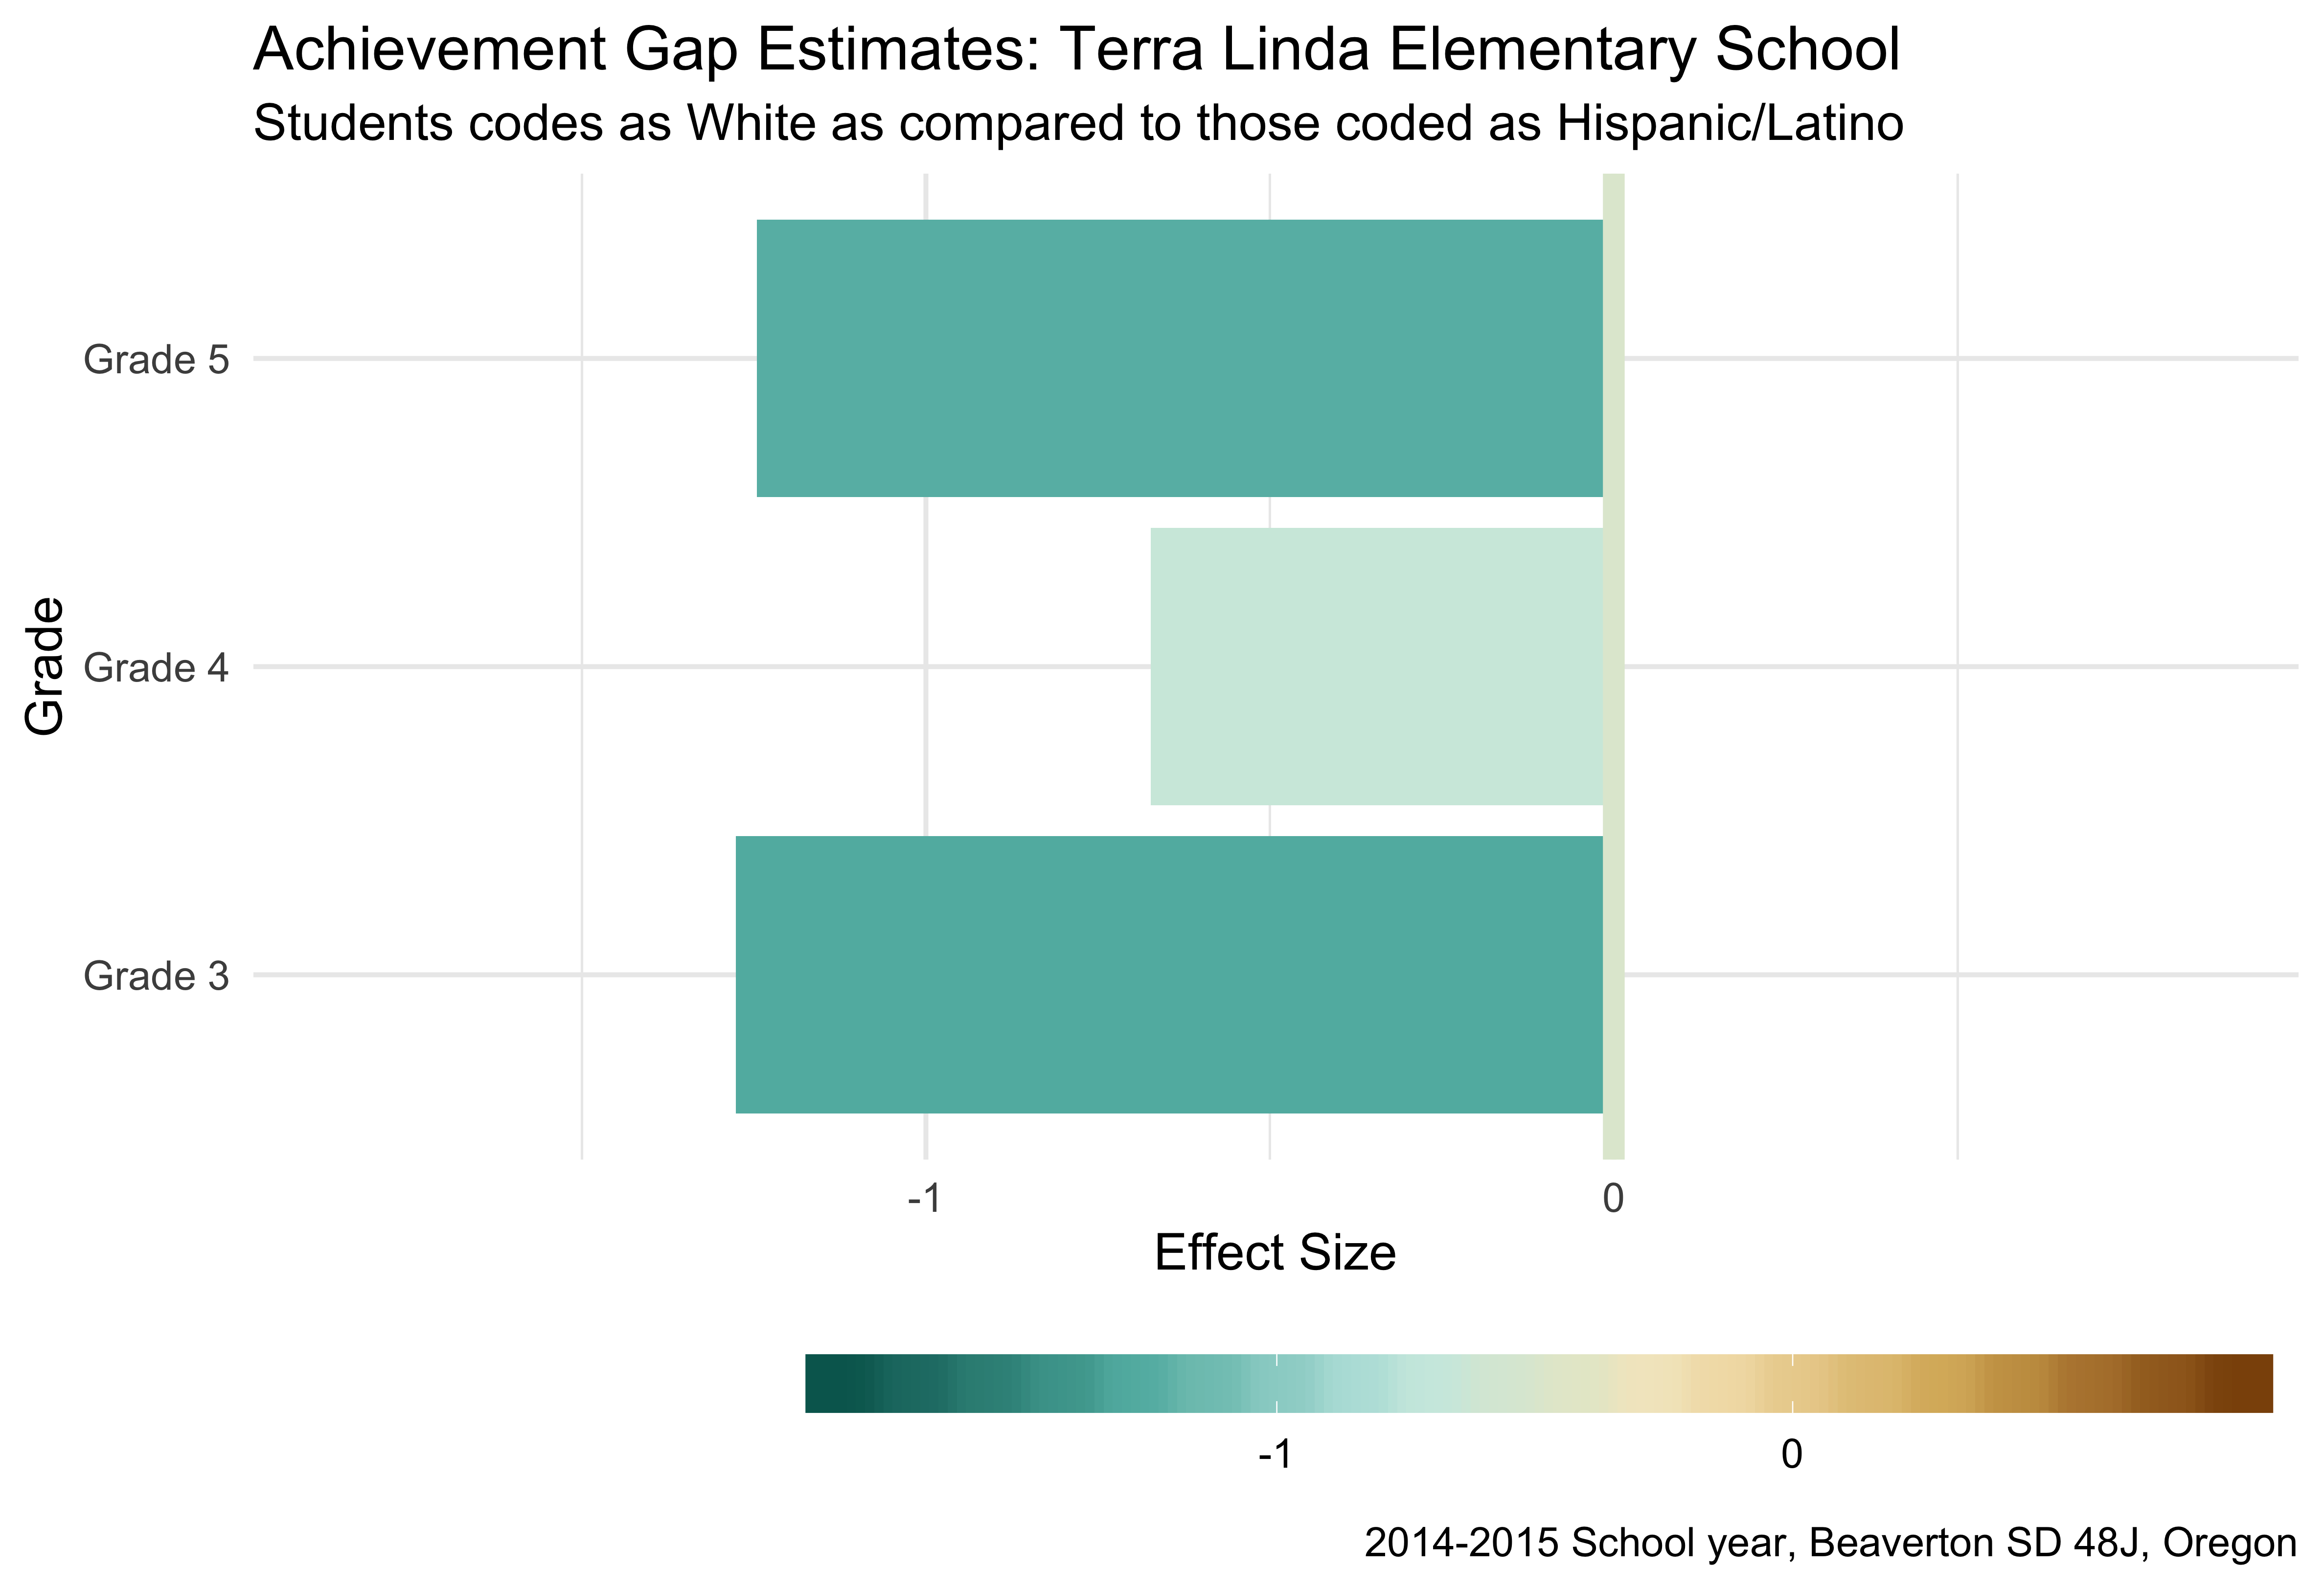 Achievement Gap Estimates: Terra Linda Elementary School
Students codes as White as compared to those coded as Hispanic/Latino
Grade
Grade 5
Grade 4
Grade 3
-1 0
Effect Size
-1 0
2014-2015 School year, Beaverton SD 48J, Oregon